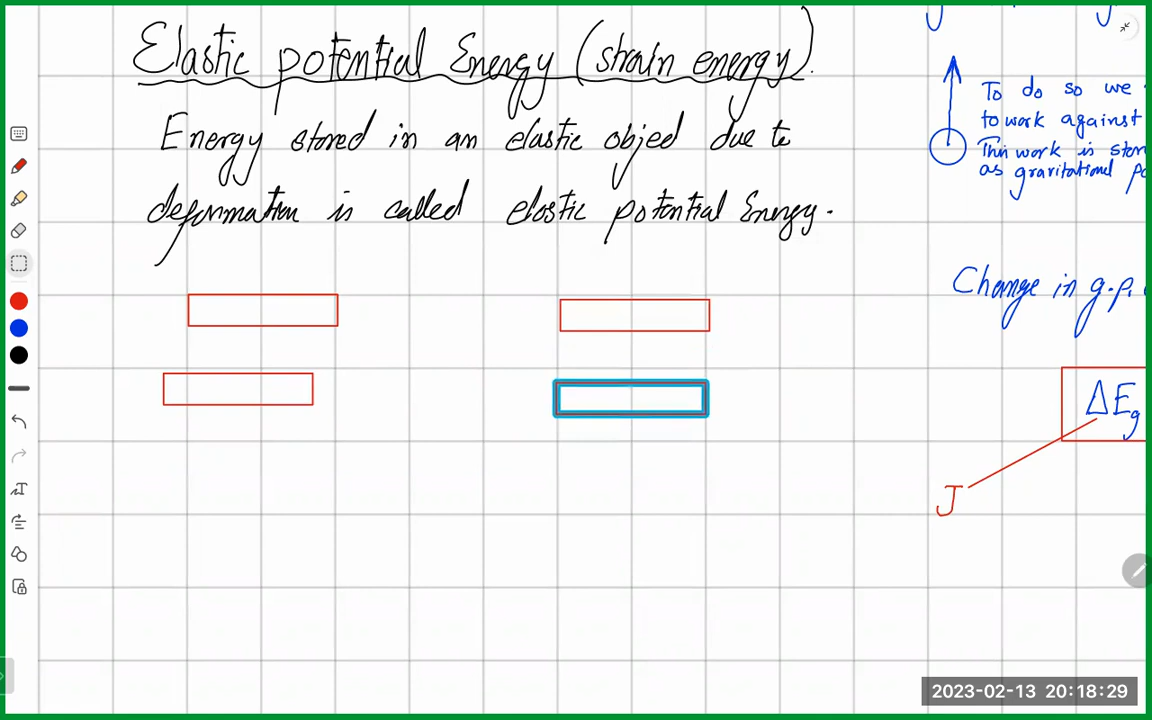 Elastic potential Energy (strain energy).
Energy stored in an elastic object due to
deformation is called elastic potential Energy.
To do so we
to work against
This work is stor
as gravitational po
Change in g.p.
ΔEg
J
2023-02-13 20:18:29